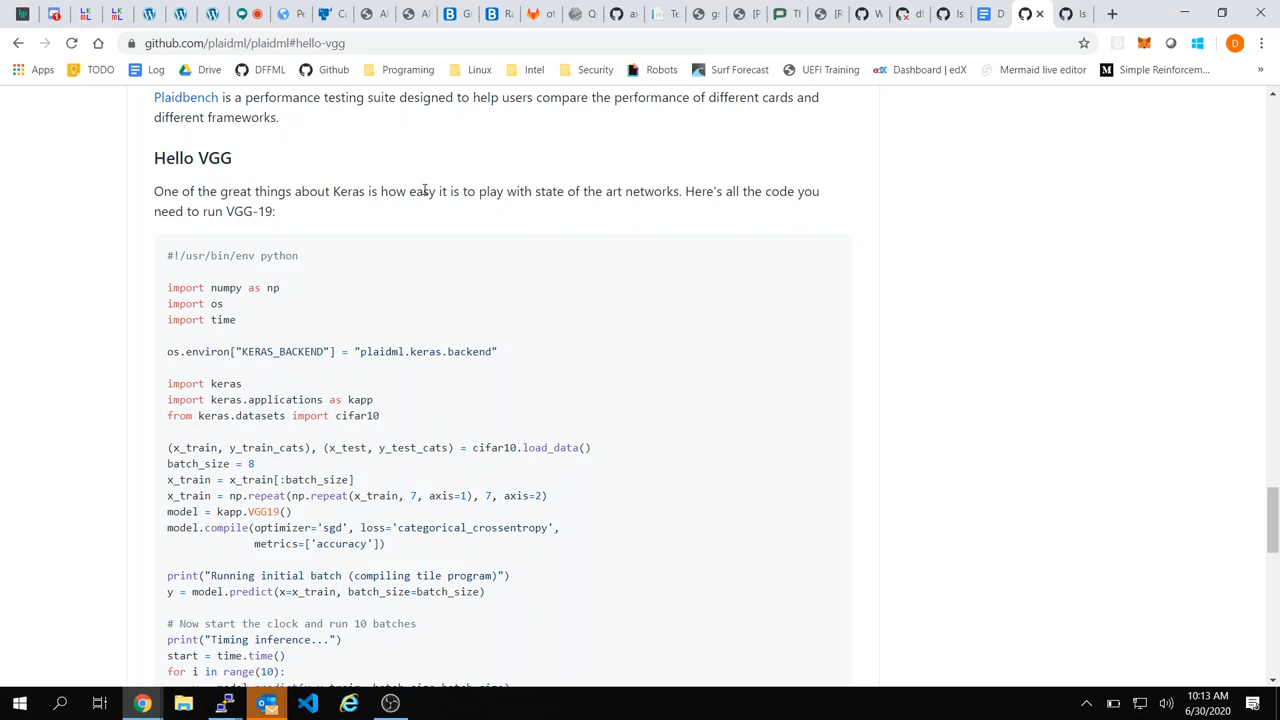 github.com/plaidml/plaidml#hello-vgg
D
Apps TODO Log Drive DFFML Github Programing Linux Intel Security Robots Surf Forecast UEFI Training Dashboard | edX Mermaid live editor Simple Reinforcem... »
Plaidbench is a performance testing suite designed to help users compare the performance of different cards and
different frameworks.
Hello VGG
One of the great things about Keras is how easy it is to play with state of the art networks. Here's all the code you
need to run VGG-19:
#!/usr/bin/env python
import numpy as np
import os
import time
os.environ["KERAS_BACKEND"] = "plaidml.keras.backend"
import keras
import keras.applications as kapp
from keras.datasets import cifar10
(x_train, y_train_cats), (x_test, y_test_cats) = cifar10.load_data()
batch_size = 8
x_train = x_train[:batch_size]
x_train = np.repeat(np.repeat(x_train, 7, axis=1), 7, axis=2)
model = kapp.VGG19()
model.compile(optimizer='sgd', loss='categorical_crossentropy',
metrics=['accuracy'])
print("Running initial batch (compiling tile program)")
y = model.predict(x=x_train, batch_size=batch_size)
# Now start the clock and run 10 batches
print("Timing inference...")
start = time.time()
for i in range(10):
10:13 AM
6/30/2020